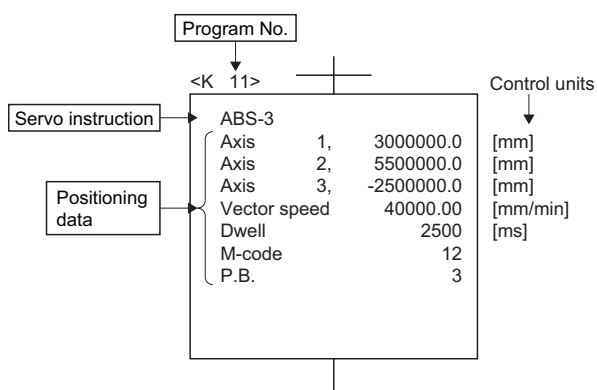 Program No.
<K 11>
Control units
Servo instruction
ABS-3
Axis 1, 3000000.0 [mm]
Axis 2, 5500000.0 [mm]
Axis 3, -2500000.0 [mm]
Positioning data
Vector speed 40000.00 [mm/min]
Dwell 2500 [ms]
M-code 12
P.B. 3